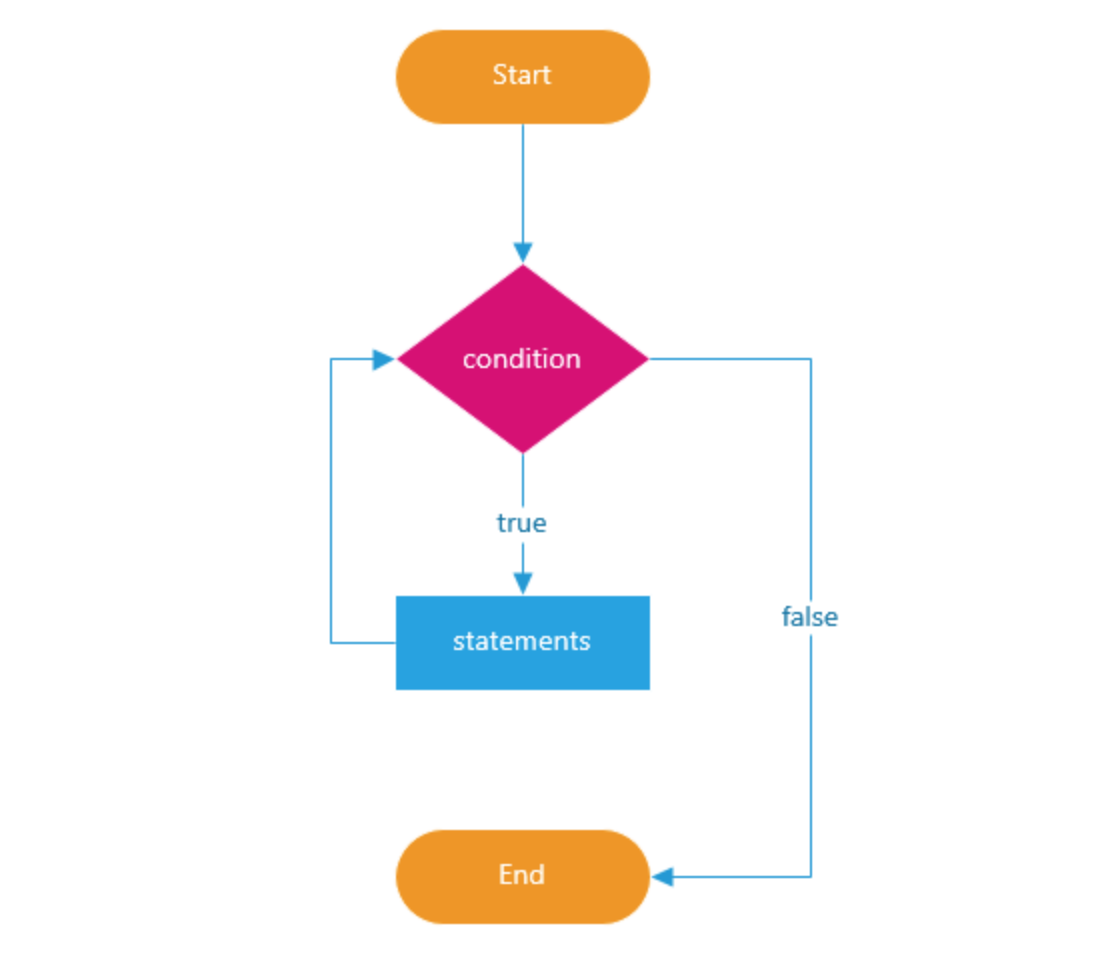 Start
condition
true
false
statements
End